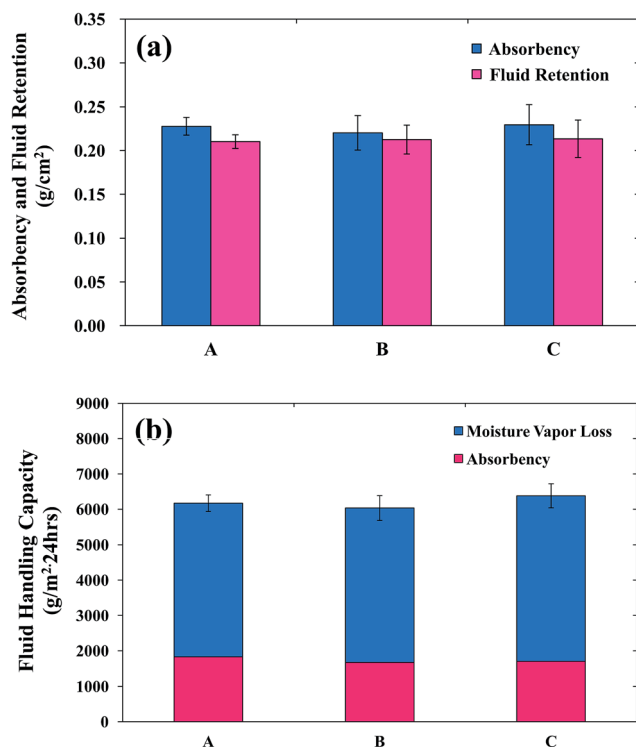 (a)
Absorbency
Fluid Retention
Absorbency and Fluid Retention
(g/cm²)
0.35
0.30
0.25
0.20
0.15
0.10
0.05
0.00
A B C
(b)
Moisture Vapor Loss
Absorbency
Fluid Handling Capacity
(g/m²·24hrs)
9000
8000
7000
6000
5000
4000
3000
2000
1000
0
A B C